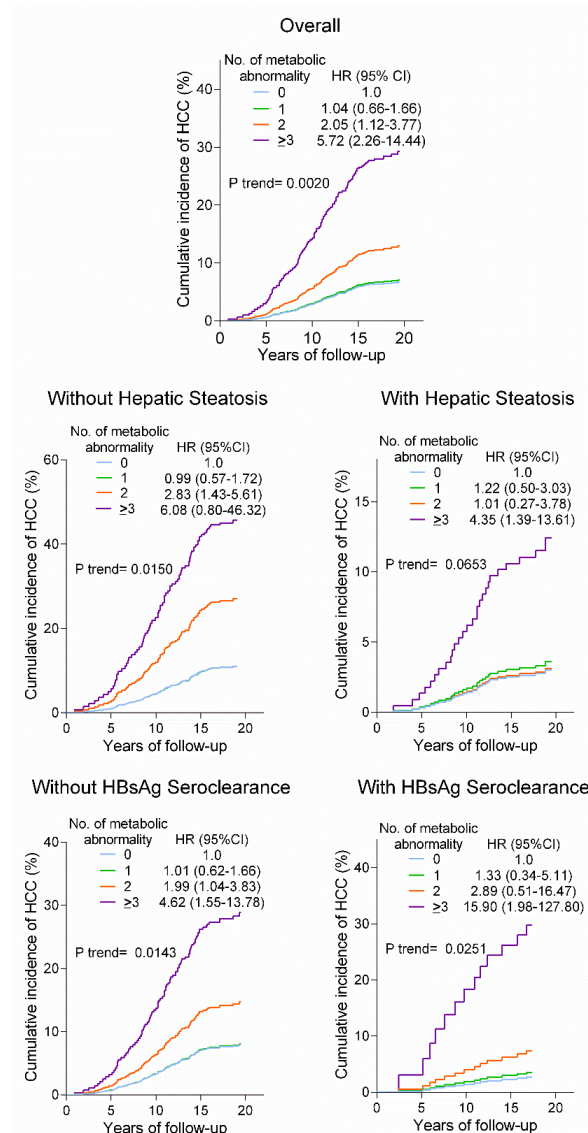 Overall
No. of metabolic
abnormality HR (95% CI)
0 1.0
1 1.04 (0.66-1.66)
2 2.05 (1.12-3.77)
≥3 5.72 (2.26-14.44)
P trend= 0.0020
Cumulative incidence of HCC (%)
40
30
20
10
0
0 5 10 15 20
Years of follow-up
Without Hepatic Steatosis
No. of metabolic
abnormality HR (95%CI)
0 1.0
1 0.99 (0.57-1.72)
2 2.83 (1.43-5.61)
≥3 6.08 (0.80-46.32)
P trend= 0.0150
Cumulative incidence of HCC (%)
60
40
20
0
0 5 10 15 20
Years of follow-up
With Hepatic Steatosis
No. of metabolic
abnormality HR (95%CI)
0 1.0
1 1.22 (0.50-3.03)
2 1.01 (0.27-3.78)
≥3 4.35 (1.39-13.61)
P trend= 0.0653
Cumulative incidence of HCC (%)
15
10
5
0
0 5 10 15 20
Years of follow-up
Without HBsAg Seroclearance
No. of metabolic
abnormality HR (95%CI)
0 1.0
1 1.01 (0.62-1.66)
2 1.99 (1.04-3.83)
≥3 4.62 (1.55-13.78)
P trend= 0.0143
Cumulative incidence of HCC (%)
40
30
20
10
0
0 5 10 15 20
Years of follow-up
With HBsAg Seroclearance
No. of metabolic
abnormality HR (95%CI)
0 1.0
1 1.33 (0.34-5.11)
2 2.89 (0.51-16.47)
≥3 15.90 (1.98-127.80)
P trend= 0.0251
Cumulative incidence of HCC (%)
40
30
20
10
0
0 5 10 15 20
Years of follow-up